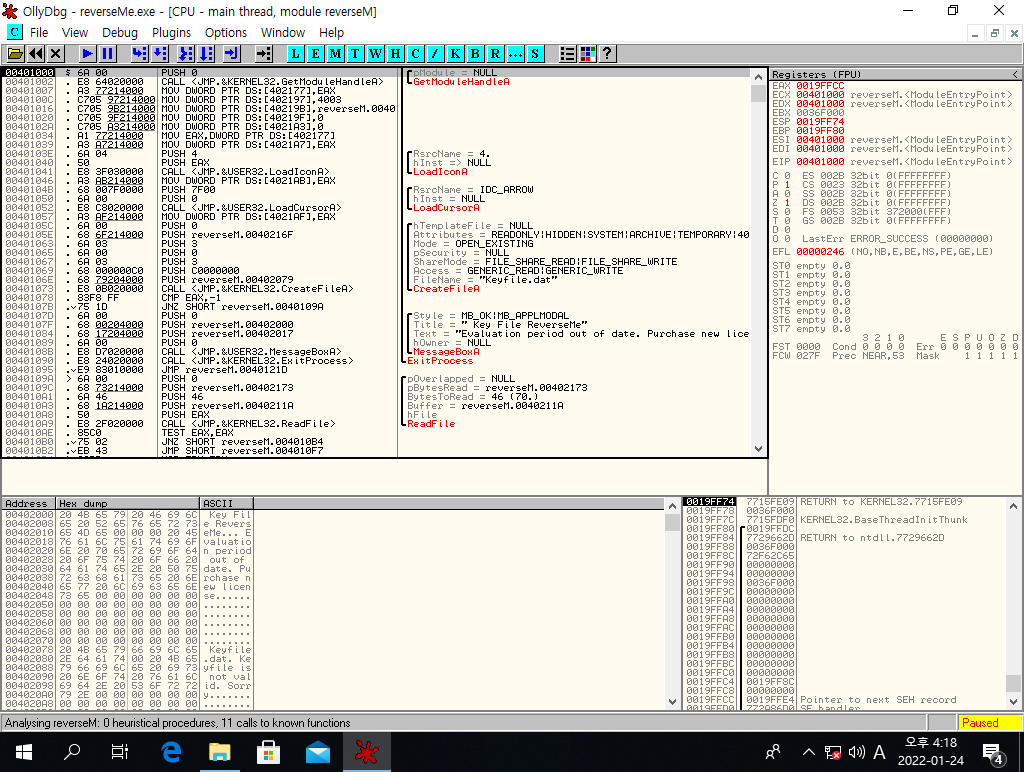 OllyDbg - reverseMe.exe - [CPU - main thread, module reverseM]
C File View Debug Plugins Options Window Help
L E M T W H C / K B R ... S ?
00401000 $ 6A 00 PUSH 0 pModule = NULL
00401002 . E8 64020000 CALL <JMP.&KERNEL32.GetModuleHandleA> GetModuleHandleA
00401007 . A3 77214000 MOV DWORD PTR DS:[402177],EAX
0040100C . C705 97214000 MOV DWORD PTR DS:[402197],4003
00401016 . C705 9B214000 MOV DWORD PTR DS:[40219B],reverseM.0040
00401020 . C705 9F214000 MOV DWORD PTR DS:[40219F],0
0040102A . C705 A3214000 MOV DWORD PTR DS:[4021A3],0
00401034 . A1 77214000 MOV EAX,DWORD PTR DS:[402177]
00401039 . A3 A7214000 MOV DWORD PTR DS:[4021A7],EAX
0040103E . 6A 04 PUSH 4 RsrcName = 4.
00401040 . 50 PUSH EAX hInst => NULL
00401041 . E8 3F030000 CALL <JMP.&USER32.LoadIconA> LoadIconA
00401046 . A3 AB214000 MOV DWORD PTR DS:[4021AB],EAX
0040104B . 68 007F0000 PUSH 7F00 RsrcName = IDC_ARROW
00401050 . 6A 00 PUSH 0 hInst = NULL
00401052 . E8 C8020000 CALL <JMP.&USER32.LoadCursorA> LoadCursorA
00401057 . A3 AF214000 MOV DWORD PTR DS:[4021AF],EAX
0040105C . 6A 00 PUSH 0 hTemplateFile = NULL
0040105E . 68 6F214000 PUSH reverseM.0040216F Attributes = READONLY|HIDDEN|SYSTEM|ARCHIVE|TEMPORARY|40
00401063 . 6A 03 PUSH 3 Mode = OPEN_EXISTING
00401065 . 6A 00 PUSH 0 pSecurity = NULL
00401067 . 6A 03 PUSH 3 ShareMode = FILE_SHARE_READ|FILE_SHARE_WRITE
00401069 . 68 000000C0 PUSH C0000000 Access = GENERIC_READ|GENERIC_WRITE
0040106E . 68 79204000 PUSH reverseM.00402079 FileName = "Keyfile.dat"
00401073 . E8 0B020000 CALL <JMP.&KERNEL32.CreateFileA> CreateFileA
00401078 . 83F8 FF CMP EAX,-1
0040107B .v75 1D JNZ SHORT reverseM.0040109A
0040107D . 6A 00 PUSH 0 Style = MB_OK|MB_APPLMODAL
0040107F . 68 00204000 PUSH reverseM.00402000 Title = " Key File ReverseMe"
00401084 . 68 17204000 PUSH reverseM.00402017 Text = "Evaluation period out of date. Purchase new lice
00401089 . 6A 00 PUSH 0 hOwner = NULL
0040108B . E8 D7020000 CALL <JMP.&USER32.MessageBoxA> MessageBoxA
00401090 . E8 24020000 CALL <JMP.&KERNEL32.ExitProcess> ExitProcess
00401095 .vE9 83010000 JMP reverseM.0040121D
0040109A > 6A 00 PUSH 0 pOverlapped = NULL
0040109C . 68 73214000 PUSH reverseM.00402173 pBytesRead = reverseM.00402173
004010A1 . 6A 46 PUSH 46 BytesToRead = 46 (70.)
004010A3 . 68 1A214000 PUSH reverseM.0040211A Buffer = reverseM.0040211A
004010A8 . 50 PUSH EAX hFile
004010A9 . E8 2F020000 CALL <JMP.&KERNEL32.ReadFile> ReadFile
004010AE . 85C0 TEST EAX,EAX
004010B0 .v75 02 JNZ SHORT reverseM.004010B4
004010B2 .vEB 43 JMP SHORT reverseM.004010F7
Registers (FPU) <
EAX 0019FFCC
ECX 00401000 reverseM.<ModuleEntryPoint>
EDX 00401000 reverseM.<ModuleEntryPoint>
EBX 0036F000
ESP 0019FF74
EBP 0019FF80
ESI 00401000 reverseM.<ModuleEntryPoint>
EDI 00401000 reverseM.<ModuleEntryPoint>
EIP 00401000 reverseM.<ModuleEntryPoint>
C 0 ES 002B 32bit 0(FFFFFFFF)
P 1 CS 0023 32bit 0(FFFFFFFF)
A 0 SS 002B 32bit 0(FFFFFFFF)
Z 1 DS 002B 32bit 0(FFFFFFFF)
S 0 FS 0053 32bit 372000(FFF)
T 0 GS 002B 32bit 0(FFFFFFFF)
D 0
O 0 LastErr ERROR_SUCCESS (00000000)
EFL 00000246 (NO,NB,E,BE,NS,PE,GE,LE)
ST0 empty 0.0
ST1 empty 0.0
ST2 empty 0.0
ST3 empty 0.0
ST4 empty 0.0
ST5 empty 0.0
ST6 empty 0.0
ST7 empty 0.0
3 2 1 0 E S P U O Z D I
FST 0000 Cond 0 0 0 0 Err 0 0 0 0 0 0 0 0
FCW 027F Prec NEAR,53 Mask 1 1 1 1 1 1
Address Hex dump ASCII
00402000 20 4B 65 79 20 46 69 6C Key Fil
00402008 65 20 52 65 76 65 72 73 e Revers
00402010 65 4D 65 00 00 00 20 45 eMe... E
00402018 76 61 6C 75 61 74 69 6F valuatio
00402020 6E 20 70 65 72 69 6F 64 n period
00402028 20 6F 75 74 20 6F 66 20 out of
00402030 64 61 74 65 2E 20 50 75 date. Pu
00402038 72 63 68 61 73 65 20 6E rchase n
00402040 65 77 20 6C 69 63 65 6E ew licen
00402048 73 65 00 00 00 00 00 00 se......
00402050 00 00 00 00 00 00 00 00 ........
00402058 00 00 00 00 00 00 00 00 ........
00402060 00 00 00 00 00 00 00 00 ........
00402068 00 00 00 00 00 00 00 00 ........
00402070 00 00 00 00 00 00 00 00 ........
00402078 20 4B 65 79 66 69 6C 65 Keyfile
00402080 2E 64 61 74 00 20 4B 65 .dat. Ke
00402088 79 66 69 6C 65 20 69 73 yfile is
00402090 20 6E 6F 74 20 76 61 6C not val
00402098 69 64 2E 20 53 6F 72 72 id. Sorr
004020A0 79 2E 00 00 00 00 00 00 y.......
0019FF74 7715FE09 RETURN to KERNEL32.7715FE09
0019FF78 0036F000
0019FF7C 7715FDF0 KERNEL32.BaseThreadInitThunk
0019FF80 0019FFDC
0019FF84 7729662D RETURN to ntdll.7729662D
0019FF88 0036F000
0019FF8C 72F62C65
0019FF90 00000000
0019FF94 00000000
0019FF98 0036F000
0019FF9C 00000000
0019FFA0 00000000
0019FFA4 00000000
0019FFA8 00000000
0019FFAC 00000000
0019FFB0 00000000
0019FFB4 00000000
0019FFB8 00000000
0019FFBC 00000000
0019FFC0 00000000
0019FFC4 0019FF8C
0019FFC8 00000000
0019FFCC 0019FFE4 Pointer to next SEH record
0019FFD0 772A86D0 SE handler
Analysing reverseM: 0 heuristical procedures, 11 calls to known functions Paused
A 오후 4:18
2022-01-24 4